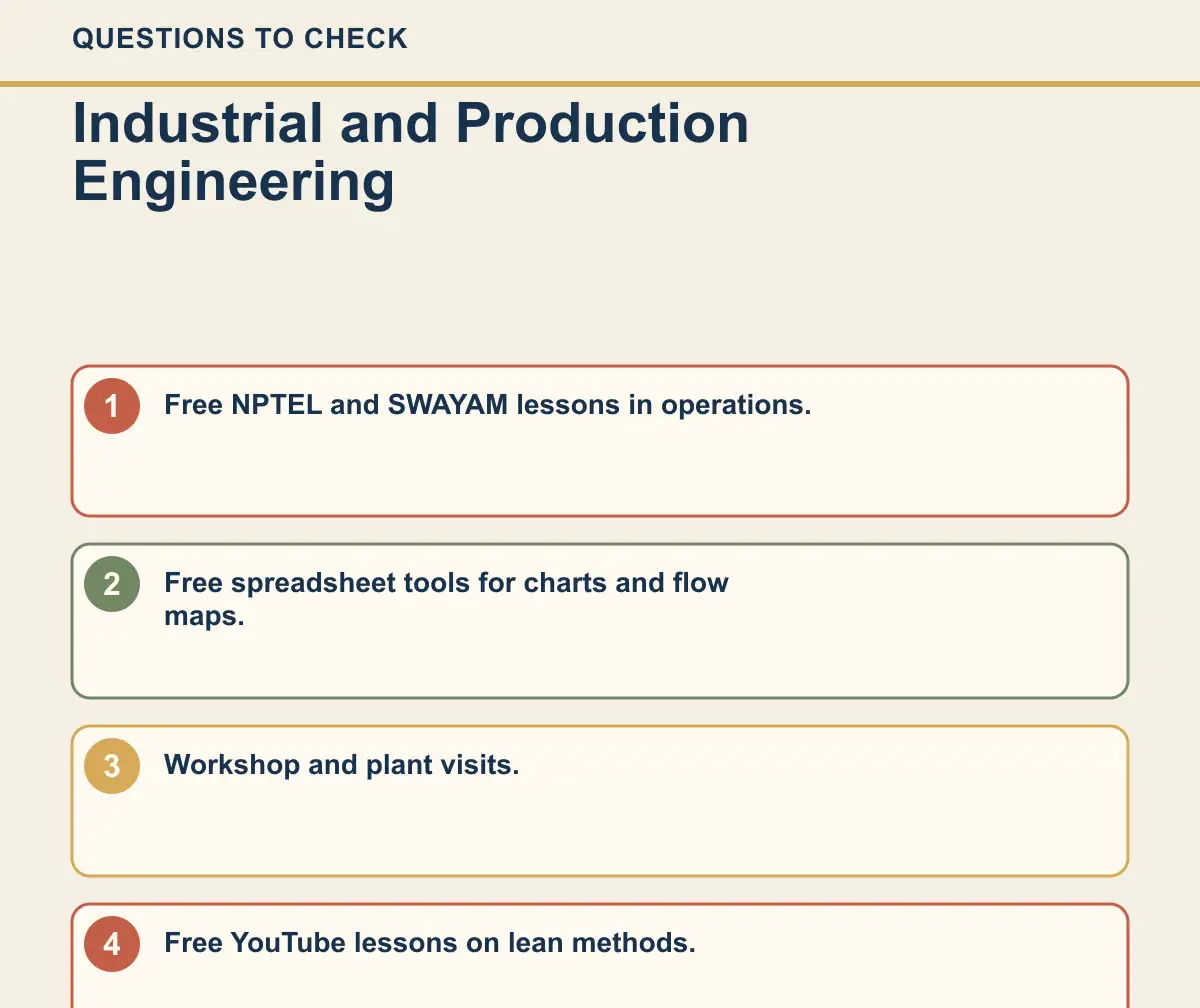 QUESTIONS TO CHECK
Industrial and Production
Engineering
1
Free NPTEL and SWAYAM lessons in operations.
2
Free spreadsheet tools for charts and flow
maps.
3
Workshop and plant visits.
4
Free YouTube lessons on lean methods.